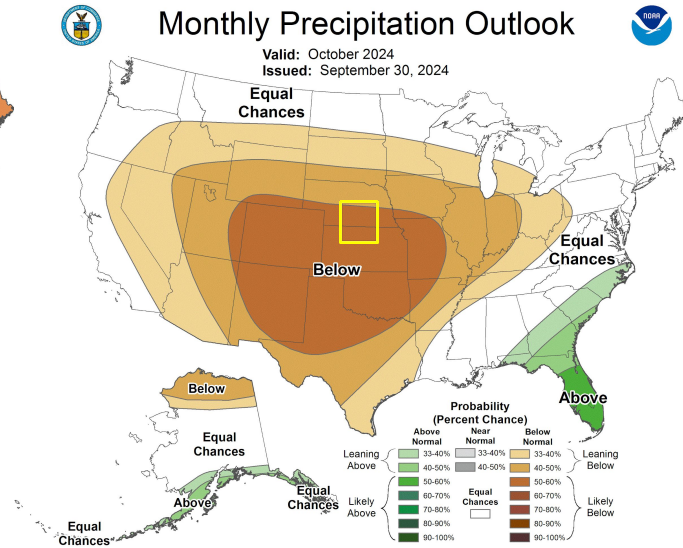 Monthly Precipitation Outlook
NOAA
Valid: October 2024
Issued: September 30, 2024
Equal
Chances
Equal
Chances
Below
Below
Above
Equal
Chances
Above
Equal
Chances
Equal
Chances
Probability
(Percent Chance)
Above Near Below
Normal Normal Normal
Leaning
Above
33-40% 33-40% 33-40%
40-50% 40-50% 40-50%
Leaning
Below
Likely
Above
50-60% 50-60%
60-70% Equal 60-70%
70-80% Chances 70-80%
80-90% 80-90%
90-100% 90-100%
Likely
Below